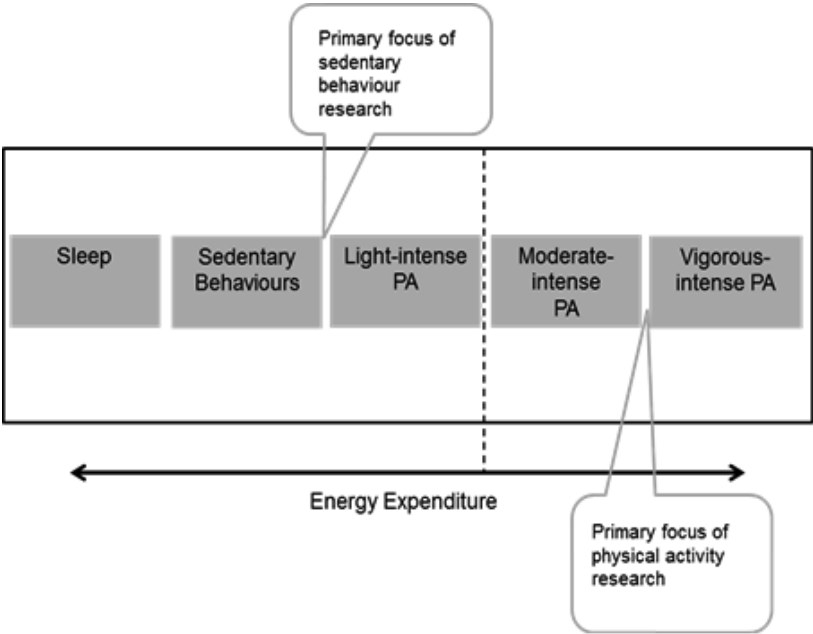 Primary focus of
sedentary
behaviour
research
Sleep
Sedentary
Behaviours
Light-intense
PA
Moderate-
intense
PA
Vigorous-
intense PA
Energy Expenditure
Primary focus of
physical activity
research